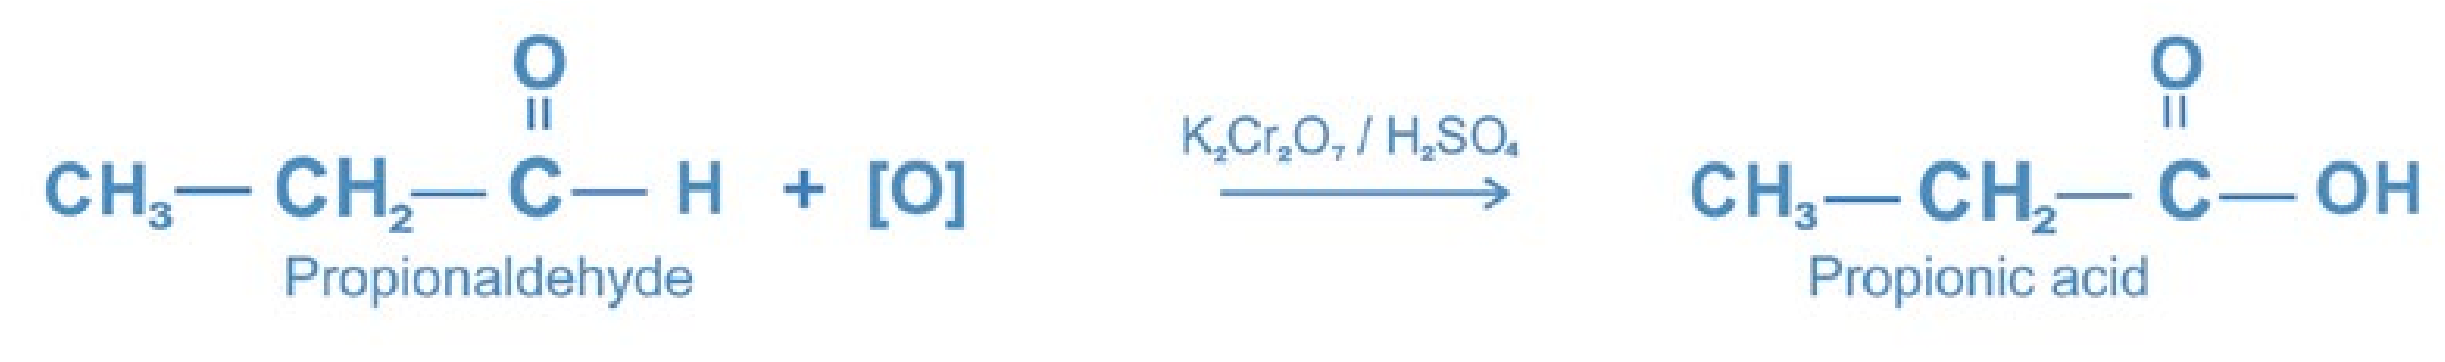 O O
|| K₂Cr₂O₇ / H₂SO₄ ||
CH₃— CH₂— C — H + [O] CH₃— CH₂— C — OH
Propionaldehyde Propionic acid